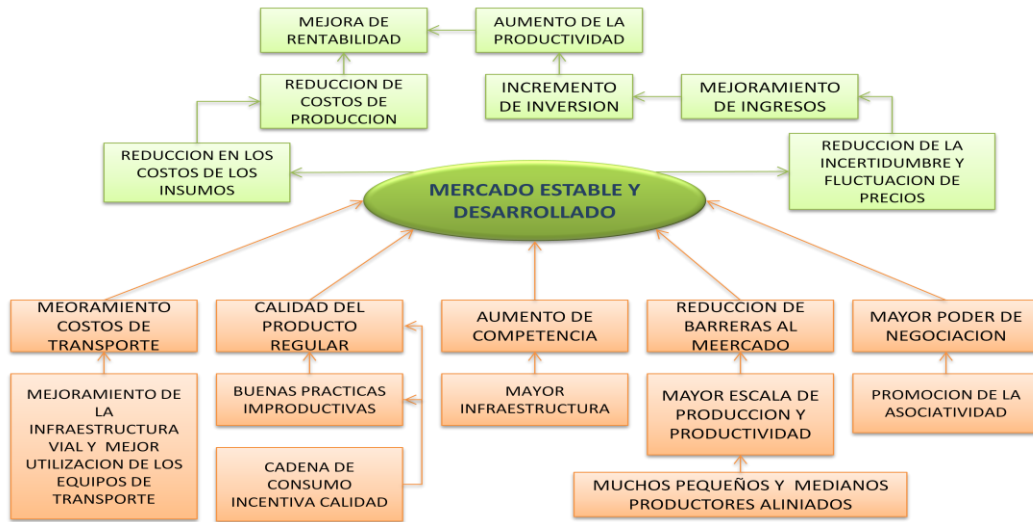 MEJORA DE
RENTABILIDAD
AUMENTO DE LA
PRODUCTIVIDAD
REDUCCION DE
COSTOS DE
PRODUCCION
INCREMENTO
DE INVERSION
MEJORAMIENTO
DE INGRESOS
REDUCCION EN LOS
COSTOS DE LOS
INSUMOS
REDUCCION DE LA
INCERTIDUMBRE Y
FLUCTUACION DE
PRECIOS
MERCADO ESTABLE Y
DESARROLLADO
MEORAMIENTO
COSTOS DE
TRANSPORTE
CALIDAD DEL
PRODUCTO
REGULAR
AUMENTO DE
COMPETENCIA
REDUCCION DE
BARRERAS AL
MEERCADO
MAYOR PODER DE
NEGOCIACION
MEJORAMIENTO DE
LA
INFRAESTRUCTURA
VIAL Y MEJOR
UTILIZACION DE LOS
EQUIPOS DE
TRANSPORTE
BUENAS PRACTICAS
IMPRODUCTIVAS
MAYOR
INFRAESTRUCTURA
MAYOR ESCALA DE
PRODUCCION Y
PRODUCTIVIDAD
PROMOCION DE LA
ASOCIATIVIDAD
CADENA DE
CONSUMO
INCENTIVA CALIDAD
MUCHOS PEQUEÑOS Y MEDIANOS
PRODUCTORES ALINIADOS